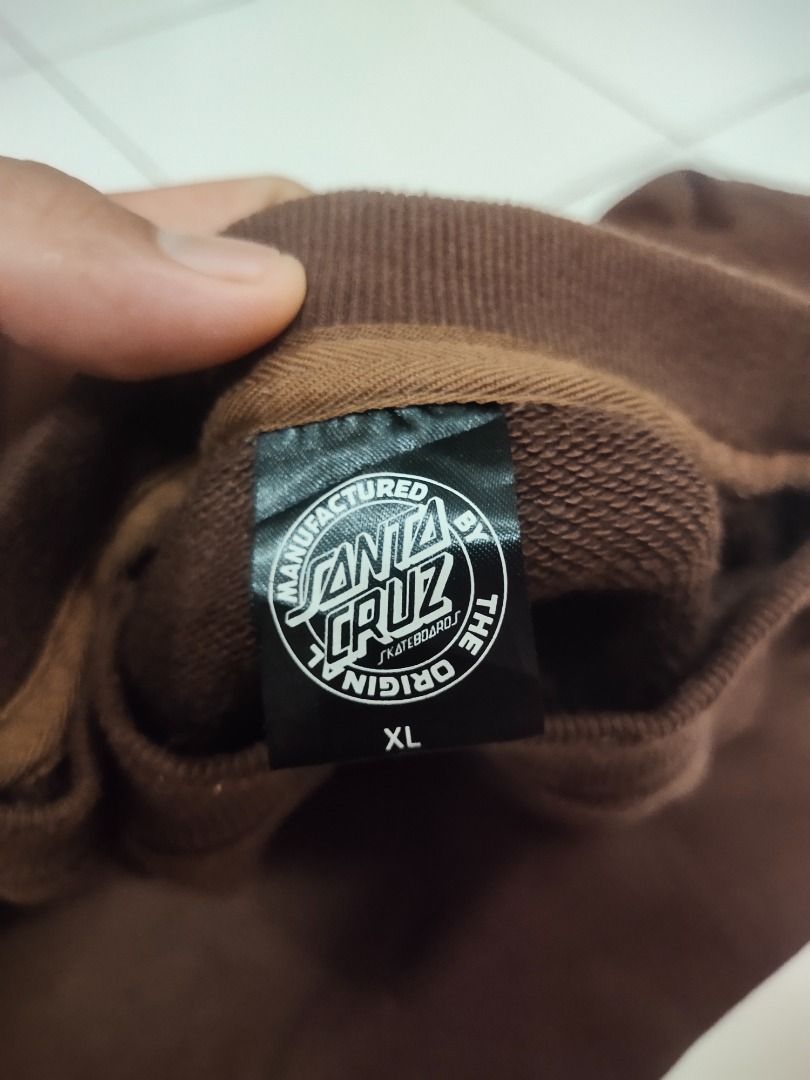 MANUFACTURED BY
SANTA
CRUZ
SKATEBOARDS
THE ORIGINAL
XL